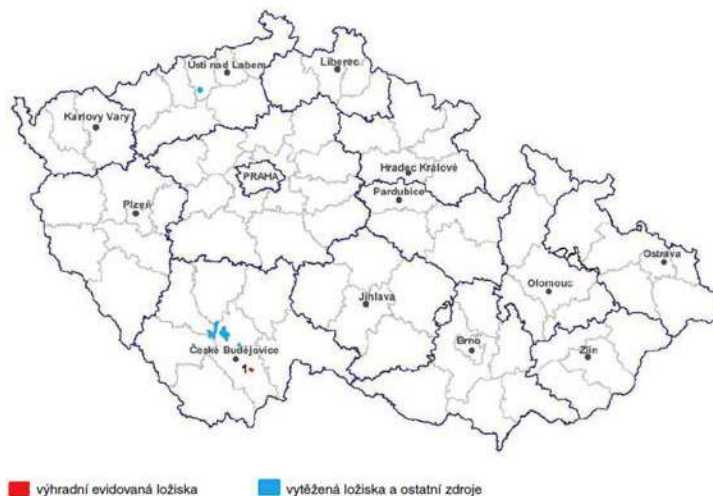 Ústí nad Labem
Liberec
Karlovy Vary
Hradec Králové
PRAHA
Pardubice
Plzeň
Ostrava
Olomouc
Jihlava
Brno
Zlín
České Budějovice
1
výhradní evidovaná ložiska
vytěžená ložiska a ostatní zdroje